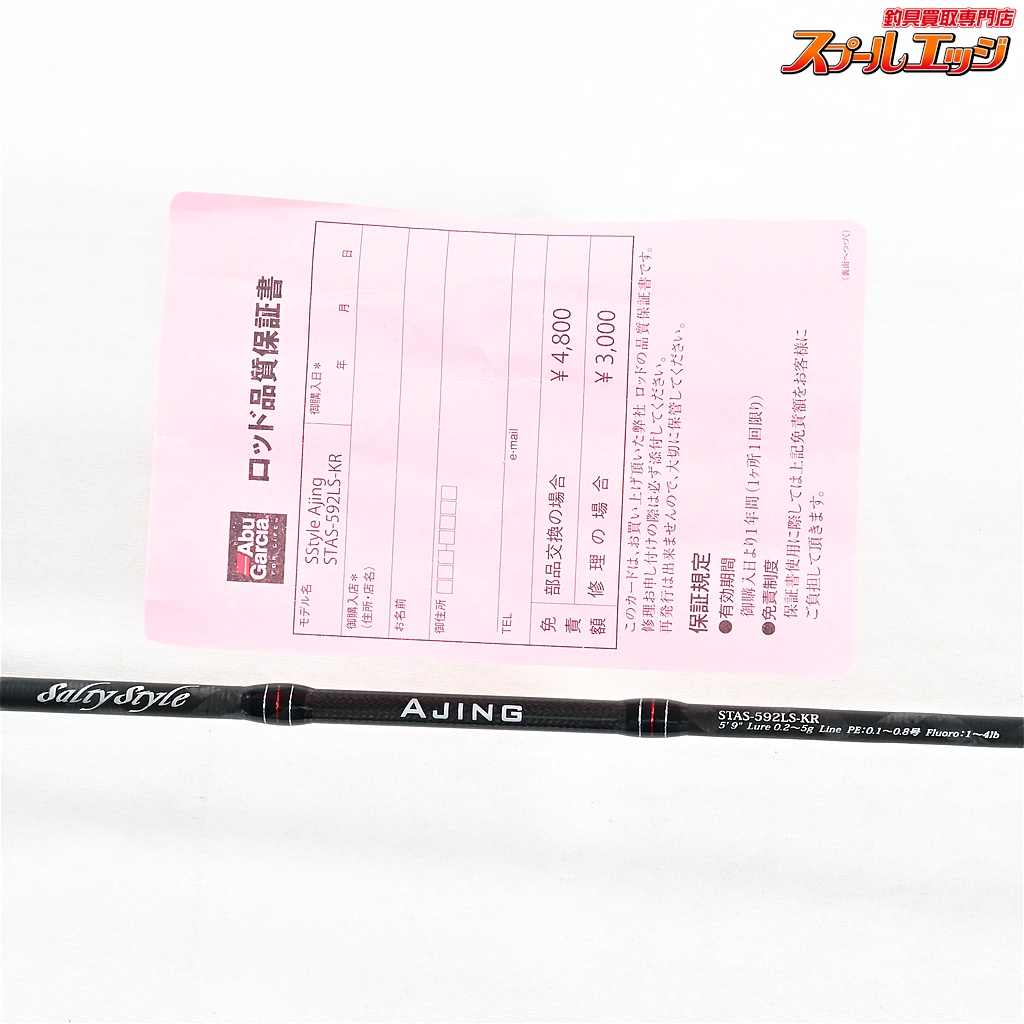 釣具買取専門店
スプールエッジ
Abu
Garcia
FOR LIFE
ロッド品質保証書
モデル名
SStyle Ajing
STAS-592LS-KR
御購入日*
年 月 日
御購入店*
(住所・店名)
お名前
御住所
TEL
e-mail
免責額
部品交換の場合 ¥4,800
修理の場合 ¥3,000
このカードは、お買い上げ頂いた弊社 ロッドの品質保証書です。
修理お申し付けの際は必ず添付してください。
再発行は出来ませんので、大切に保管してください。
保証規定
●有効期間
御購入日より1年間(1ヶ所1回限り)
●免責制度
保証書使用に際しては上記免責額をお客様に
ご負担して頂きます。
(裏面へつづく)
Salty Style
AJING
STAS-592LS-KR
5'9" Lure 0.2〜5g Line PE:0.1〜0.8号 Fluoro:1〜4lb